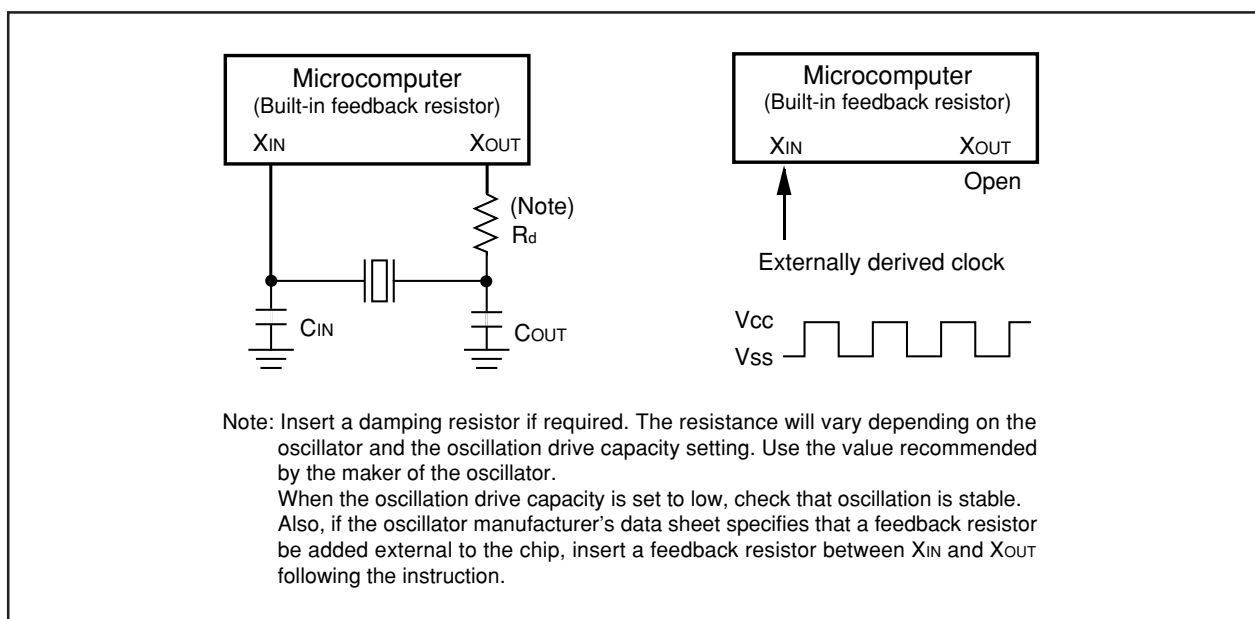 Microcomputer
(Built-in feedback resistor)
XIN XOUT
(Note)
Rd
CIN
COUT
Microcomputer
(Built-in feedback resistor)
XIN XOUT
Open
Externally derived clock
Vcc
Vss
Note: Insert a damping resistor if required. The resistance will vary depending on the
oscillator and the oscillation drive capacity setting. Use the value recommended
by the maker of the oscillator.
When the oscillation drive capacity is set to low, check that oscillation is stable.
Also, if the oscillator manufacturer’s data sheet specifies that a feedback resistor
be added external to the chip, insert a feedback resistor between XIN and XOUT
following the instruction.